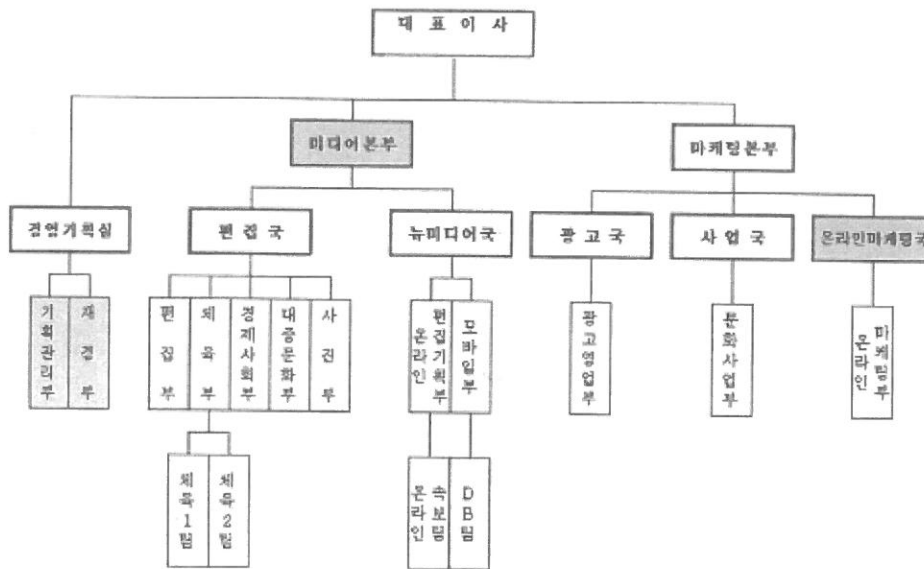 대 표 이 사
미디어본부
마케팅본부
경영기획실
편 집 국
뉴미디어국
광 고 국
사 업 국
온라인마케팅국
기획관리부
재 경 부
편 집 부
체 육 부
경제사회부
대중문화부
사 진 부
온라인
편집기획부
모바일부
광고영업부
문화사업부
온라인
마케팅부
체육1팀
체육2팀
온라인
속보팀
DB팀